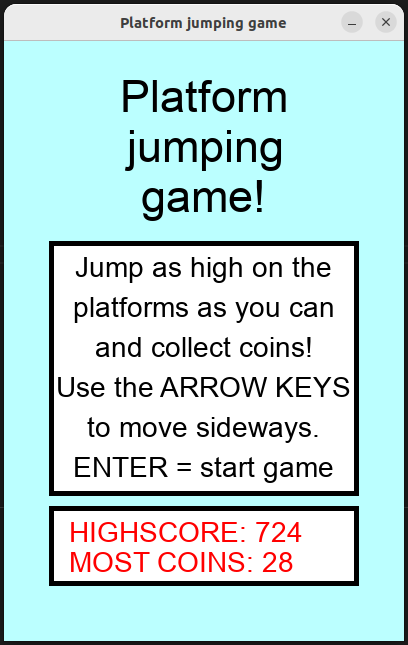 Platform jumping game
Platform
jumping
game!
Jump as high on the
platforms as you can
and collect coins!
Use the ARROW KEYS
to move sideways.
ENTER = start game
HIGHSCORE: 724
MOST COINS: 28